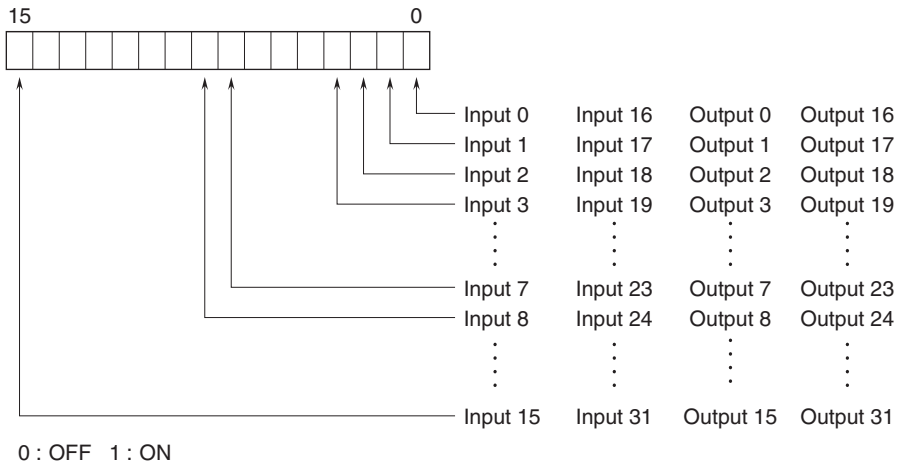 15 0
Input 0 Input 16 Output 0 Output 16
Input 1 Input 17 Output 1 Output 17
Input 2 Input 18 Output 2 Output 18
Input 3 Input 19 Output 3 Output 19
Input 7 Input 23 Output 7 Output 23
Input 8 Input 24 Output 8 Output 24
Input 15 Input 31 Output 15 Output 31
0 : OFF 1 : ON